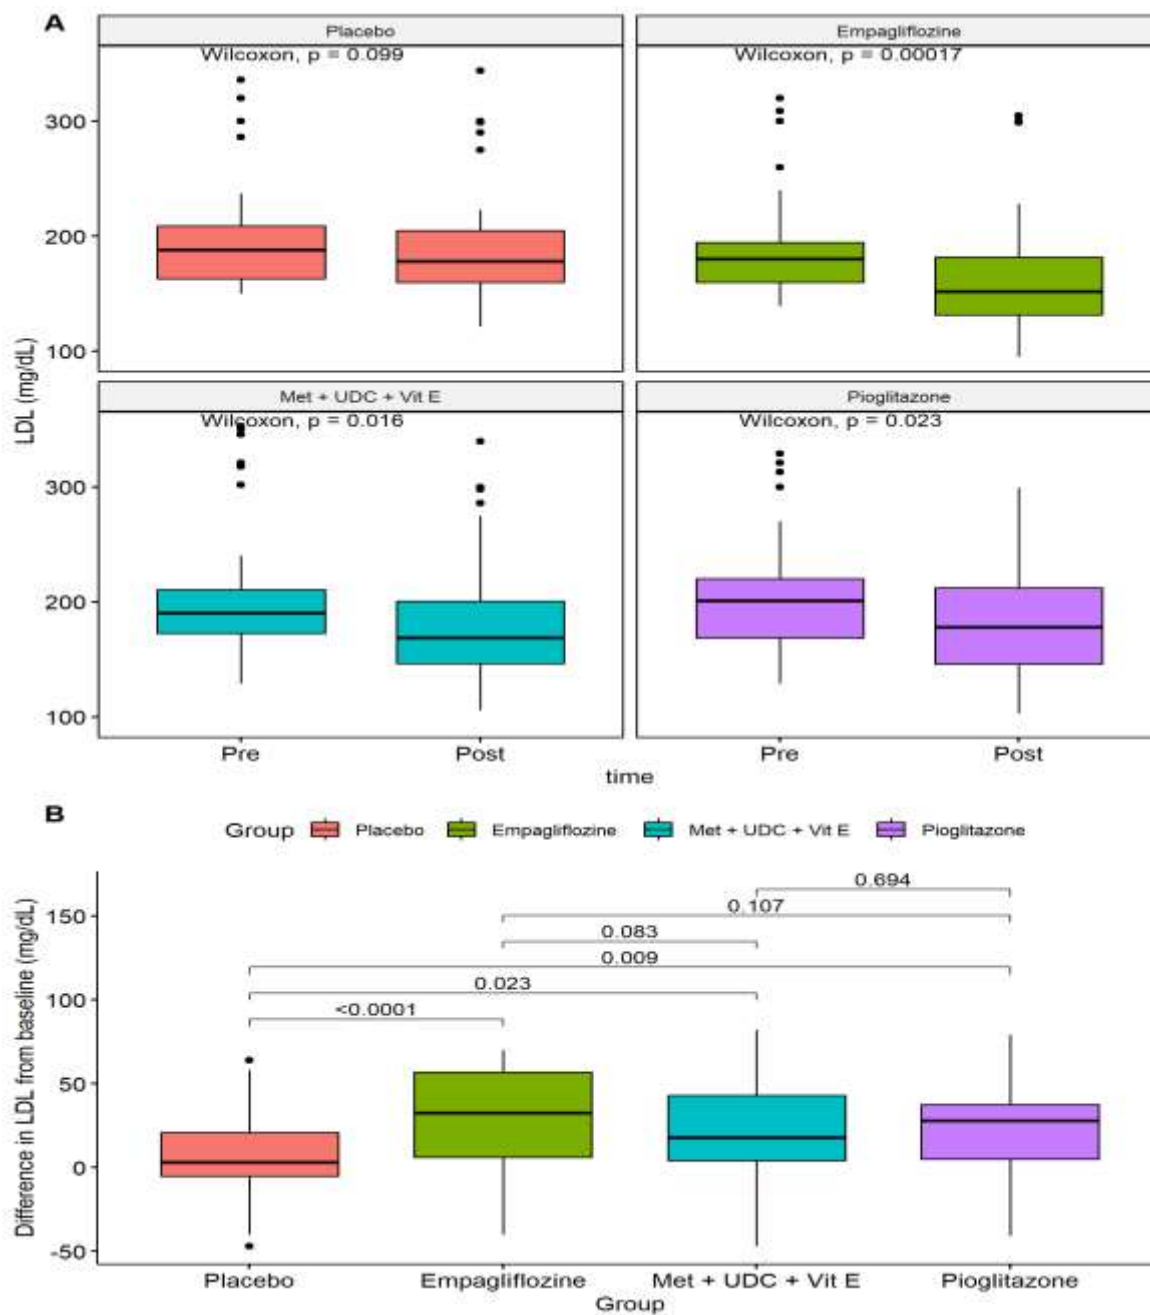 A
Placebo
Empagliflozine
Wilcoxon, p = 0.099
Wilcoxon, p = 0.00017
300
200
100
LDL (mg/dL)
Met + UDC + Vit E
Pioglitazone
Wilcoxon, p = 0.016
Wilcoxon, p = 0.023
300
200
100
Pre
Post
Pre
Post
time
B
Group Placebo Empagliflozine Met + UDC + Vit E Pioglitazone
Difference in LDL from baseline (mg/dL)
150
100
50
0
-50
0.694
0.107
0.083
0.009
0.023
<0.0001
Placebo
Empagliflozine
Met + UDC + Vit E
Pioglitazone
Group